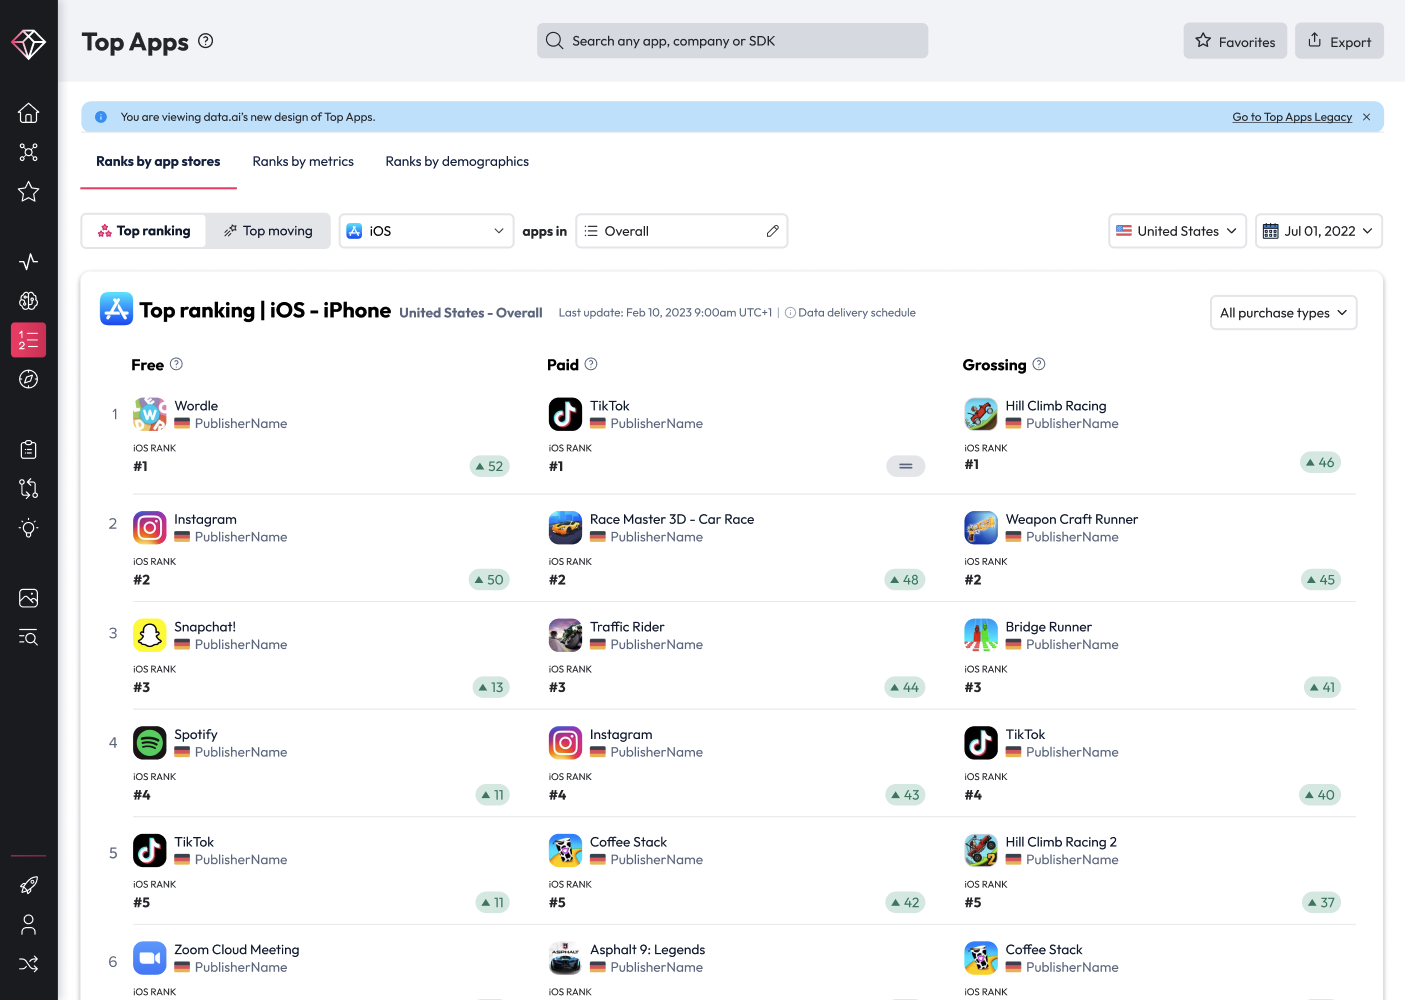 Top Apps
Search any app, company or SDK
Favorites
Export
You are viewing data.ai's new design of Top Apps.
Go to Top Apps Legacy
Ranks by app stores
Ranks by metrics
Ranks by demographics
Top ranking
Top moving
iOS
apps in
Overall
United States
Jul 01, 2022
Top ranking | iOS - iPhone
United States - Overall
Last update: Feb 10, 2023 9:00am UTC+1 |
Data delivery schedule
All purchase types
Free
Paid
Grossing
1
Wordle
PublisherName
iOS RANK
#1
52
TikTok
PublisherName
iOS RANK
#1
=
Hill Climb Racing
PublisherName
iOS RANK
#1
46
2
Instagram
PublisherName
iOS RANK
#2
50
Race Master 3D - Car Race
PublisherName
iOS RANK
#2
48
Weapon Craft Runner
PublisherName
iOS RANK
#2
45
3
Snapchat!
PublisherName
iOS RANK
#3
13
Traffic Rider
PublisherName
iOS RANK
#3
44
Bridge Runner
PublisherName
iOS RANK
#3
41
4
Spotify
PublisherName
iOS RANK
#4
11
Instagram
PublisherName
iOS RANK
#4
43
TikTok
PublisherName
iOS RANK
#4
40
5
TikTok
PublisherName
iOS RANK
#5
11
Coffee Stack
PublisherName
iOS RANK
#5
42
Hill Climb Racing 2
PublisherName
iOS RANK
#5
37
6
Zoom Cloud Meeting
PublisherName
iOS RANK
Asphalt 9: Legends
PublisherName
iOS RANK
Coffee Stack
PublisherName
iOS RANK